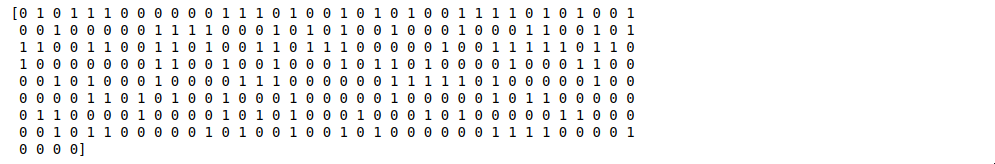 [0 1 0 1 1 1 0 0 0 0 0 0 1 1 1 0 1 0 0 1 0 1 0 1 0 0 1 1 1 1 0 1 0 1 0 0 1
0 0 1 0 0 0 0 0 1 1 1 1 0 0 0 1 0 1 0 1 0 0 1 0 0 0 1 0 0 0 1 1 0 0 1 0 1
1 1 0 0 1 1 0 0 1 1 0 1 0 0 1 1 0 1 1 1 0 0 0 0 0 1 0 0 1 1 1 1 1 0 1 1 0
1 0 0 0 0 0 0 0 1 1 0 0 1 0 0 1 0 0 0 1 0 1 1 0 1 0 0 0 0 1 0 0 0 1 1 0 0
0 0 1 0 1 0 0 0 1 0 0 0 0 1 1 1 0 0 0 0 0 0 1 1 1 1 1 0 1 0 0 0 0 0 1 0 0
0 0 0 0 1 1 0 1 0 1 0 0 1 0 0 0 1 0 0 0 0 0 1 0 0 0 0 0 1 0 1 1 0 0 0 0 0
0 1 1 0 0 0 0 1 0 0 0 0 1 0 1 0 1 0 0 0 1 0 0 0 1 0 1 0 0 0 0 0 1 1 0 0 0
0 0 1 0 1 1 0 0 0 0 0 1 0 1 0 0 1 0 0 1 0 1 0 0 0 0 0 0 1 1 1 1 0 0 0 0 1
0 0 0 0]